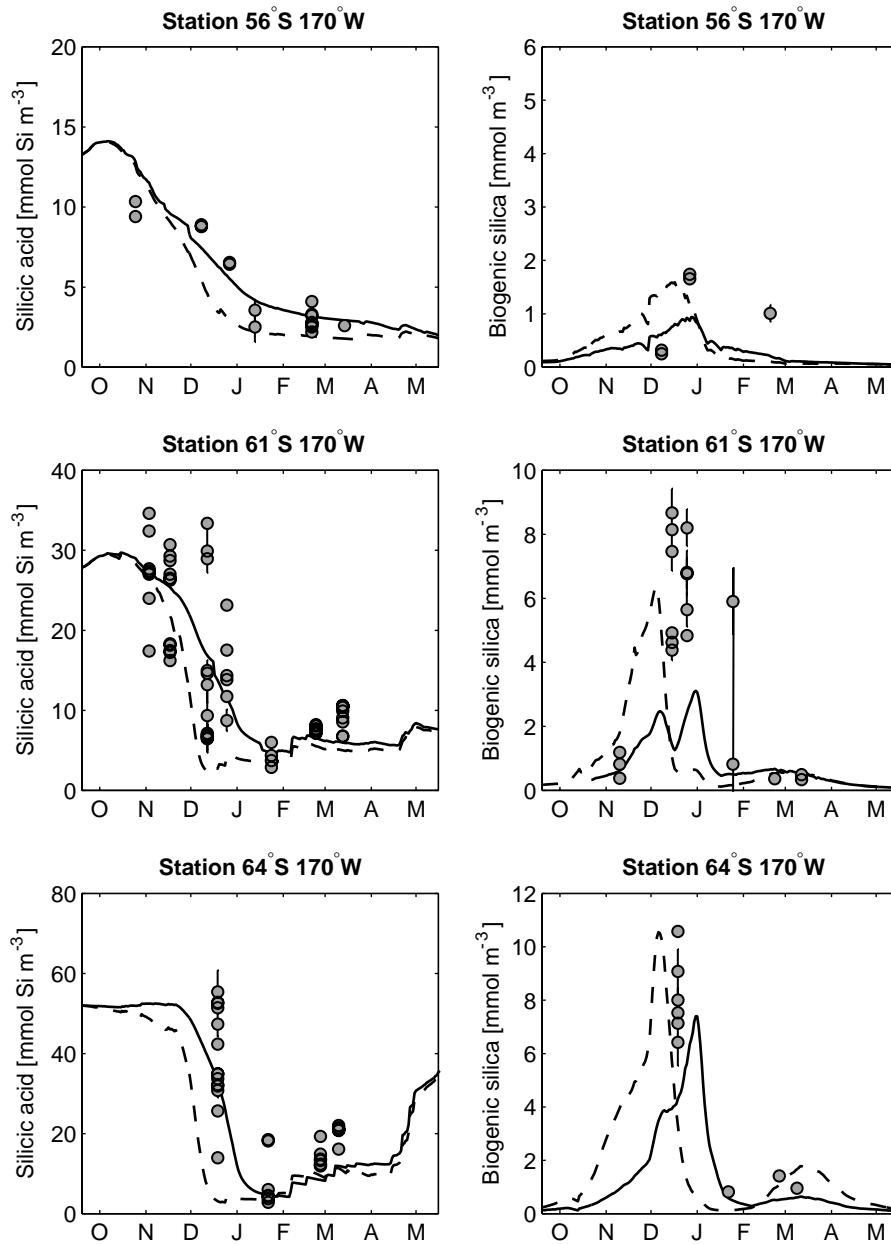 Station 56°S 170°W
Silicic acid [mmol Si m⁻³]
20
15
10
5
0
O N D J F M A M
Station 56°S 170°W
Biogenic silica [mmol m⁻³]
6
5
4
3
2
1
0
O N D J F M A M
Station 61°S 170°W
Silicic acid [mmol Si m⁻³]
40
30
20
10
0
O N D J F M A M
Station 61°S 170°W
Biogenic silica [mmol m⁻³]
10
8
6
4
2
0
O N D J F M A M
Station 64°S 170°W
Silicic acid [mmol Si m⁻³]
80
60
40
20
0
O N D J F M A M
Station 64°S 170°W
Biogenic silica [mmol m⁻³]
12
10
8
6
4
2
0
O N D J F M A M